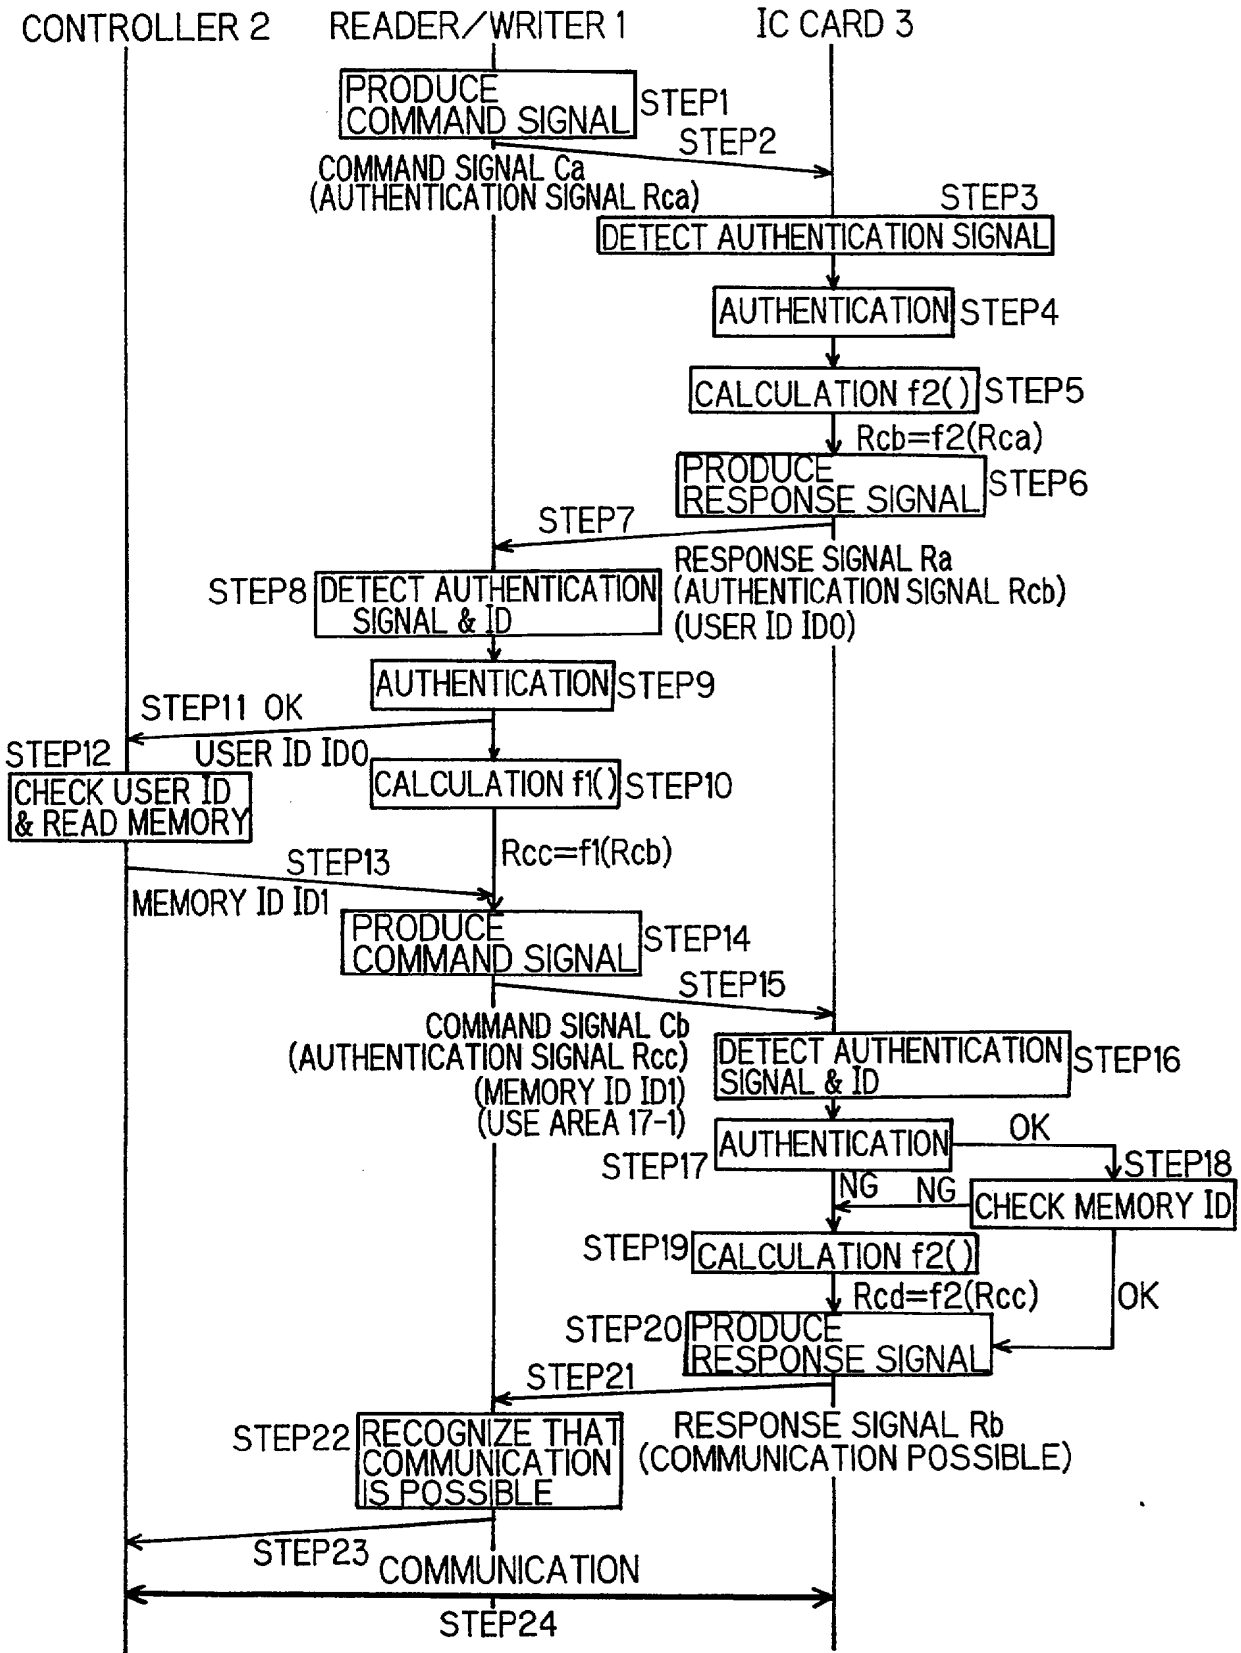 CONTROLLER 2 READER/WRITER 1 IC CARD 3
PRODUCE
COMMAND SIGNAL
STEP1
STEP2
COMMAND SIGNAL Ca
(AUTHENTICATION SIGNAL Rca)
STEP3
DETECT AUTHENTICATION SIGNAL
AUTHENTICATION
STEP4
CALCULATION f2()
STEP5
Rcb=f2(Rca)
PRODUCE
RESPONSE SIGNAL
STEP6
STEP7
RESPONSE SIGNAL Ra
(AUTHENTICATION SIGNAL Rcb)
(USER ID ID0)
STEP8
DETECT AUTHENTICATION
SIGNAL & ID
AUTHENTICATION
STEP9
STEP11 OK
USER ID ID0
STEP12
CHECK USER ID
& READ MEMORY
CALCULATION f1()
STEP10
Rcc=f1(Rcb)
STEP13
MEMORY ID ID1
PRODUCE
COMMAND SIGNAL
STEP14
STEP15
COMMAND SIGNAL Cb
(AUTHENTICATION SIGNAL Rcc)
(MEMORY ID ID1)
(USE AREA 17-1)
DETECT AUTHENTICATION
SIGNAL & ID
STEP16
AUTHENTICATION
STEP17
OK
STEP18
NG
NG
CHECK MEMORY ID
STEP19
CALCULATION f2()
Rcd=f2(Rcc)
OK
STEP20
PRODUCE
RESPONSE SIGNAL
STEP21
RESPONSE SIGNAL Rb
(COMMUNICATION POSSIBLE)
STEP22
RECOGNIZE THAT
COMMUNICATION
IS POSSIBLE
STEP23
COMMUNICATION
STEP24